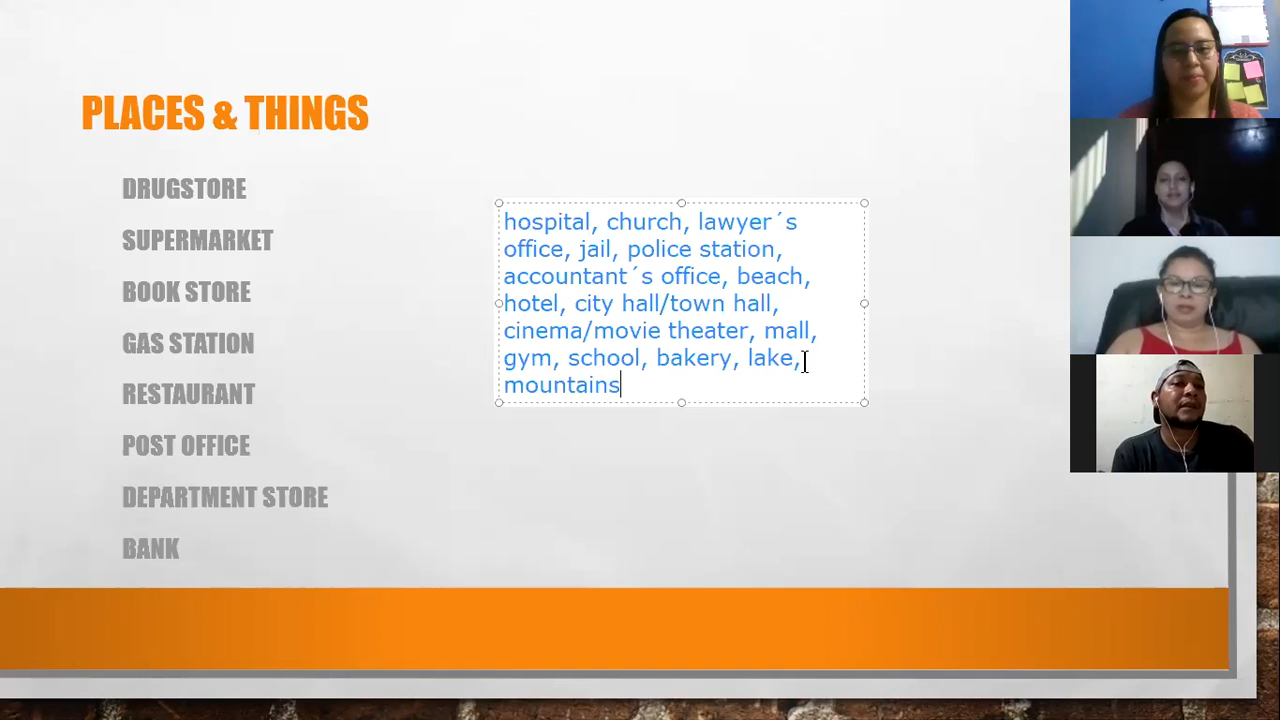 PLACES & THINGS
DRUGSTORE
SUPERMARKET
BOOK STORE
GAS STATION
RESTAURANT
POST OFFICE
DEPARTMENT STORE
BANK
hospital, church, lawyer´s
office, jail, police station,
accountant´s office, beach,
hotel, city hall/town hall,
cinema/movie theater, mall,
gym, school, bakery, lake,
mountains